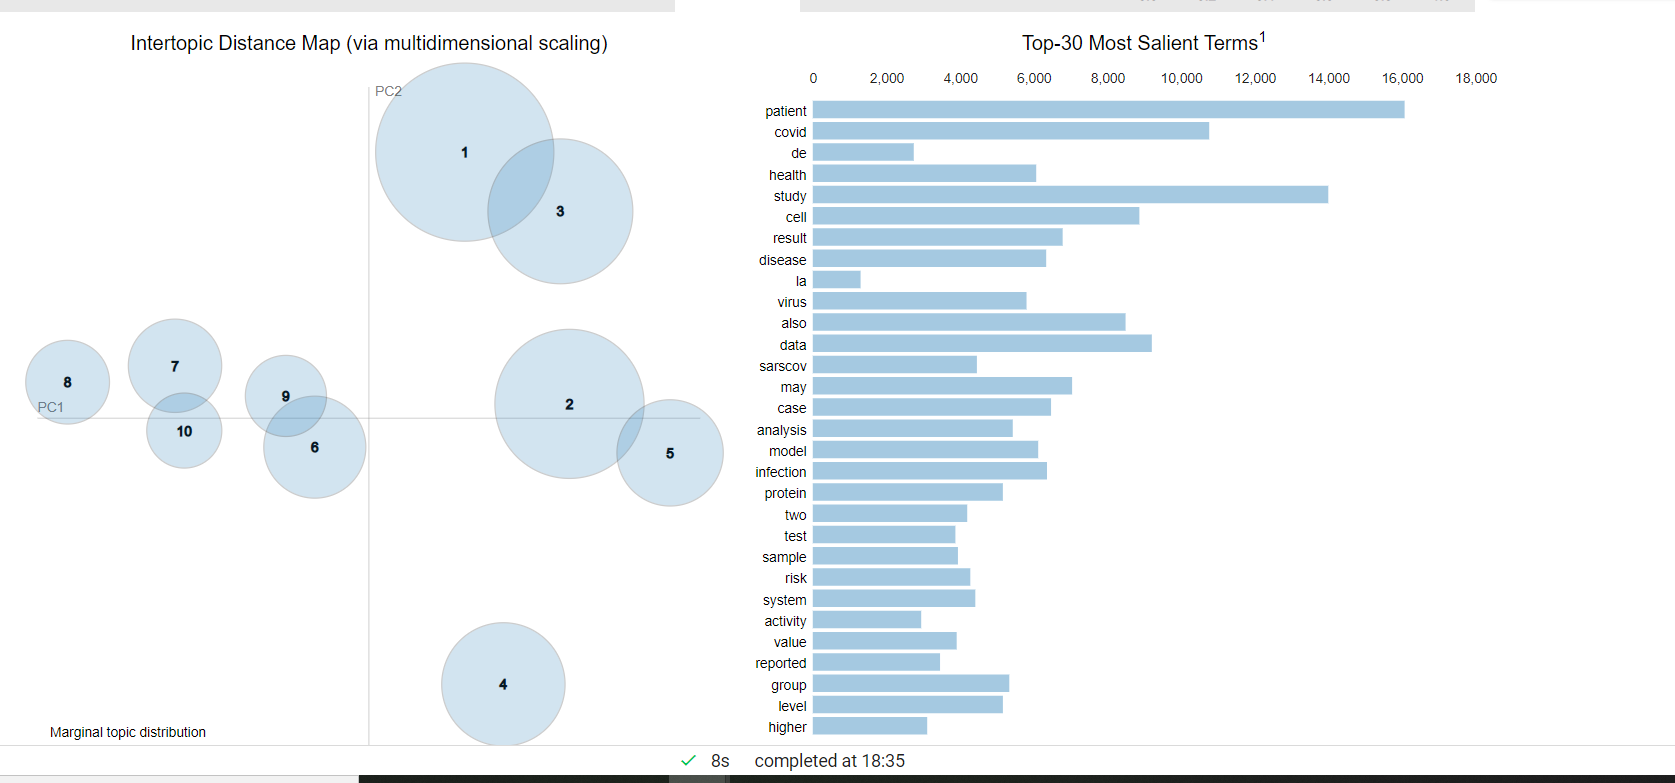 Intertopic Distance Map (via multidimensional scaling)
PC2
1
3
7
8
9
PC1
2
10
6
5
4
Marginal topic distribution
Top-30 Most Salient Terms1
0 2,000 4,000 6,000 8,000 10,000 12,000 14,000 16,000 18,000
patient
covid
de
health
study
cell
result
disease
la
virus
also
data
sarscov
may
case
analysis
model
infection
protein
two
test
sample
risk
system
activity
value
reported
group
level
higher
8s completed at 18:35